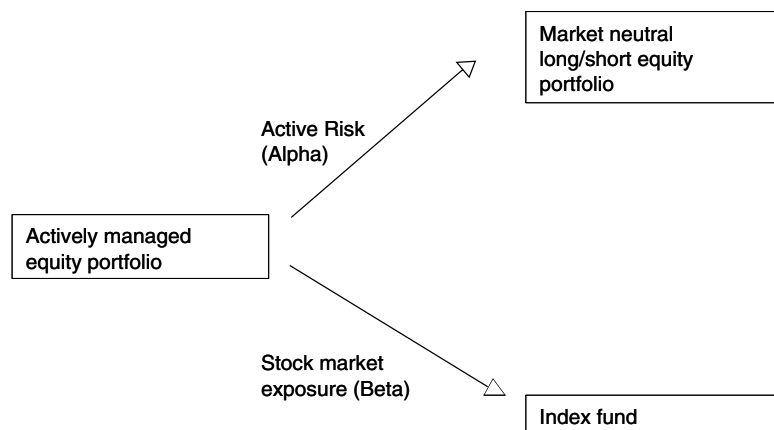 Market neutral
long/short equity
portfolio
Active Risk
(Alpha)
Actively managed
equity portfolio
Stock market
exposure (Beta)
Index fund